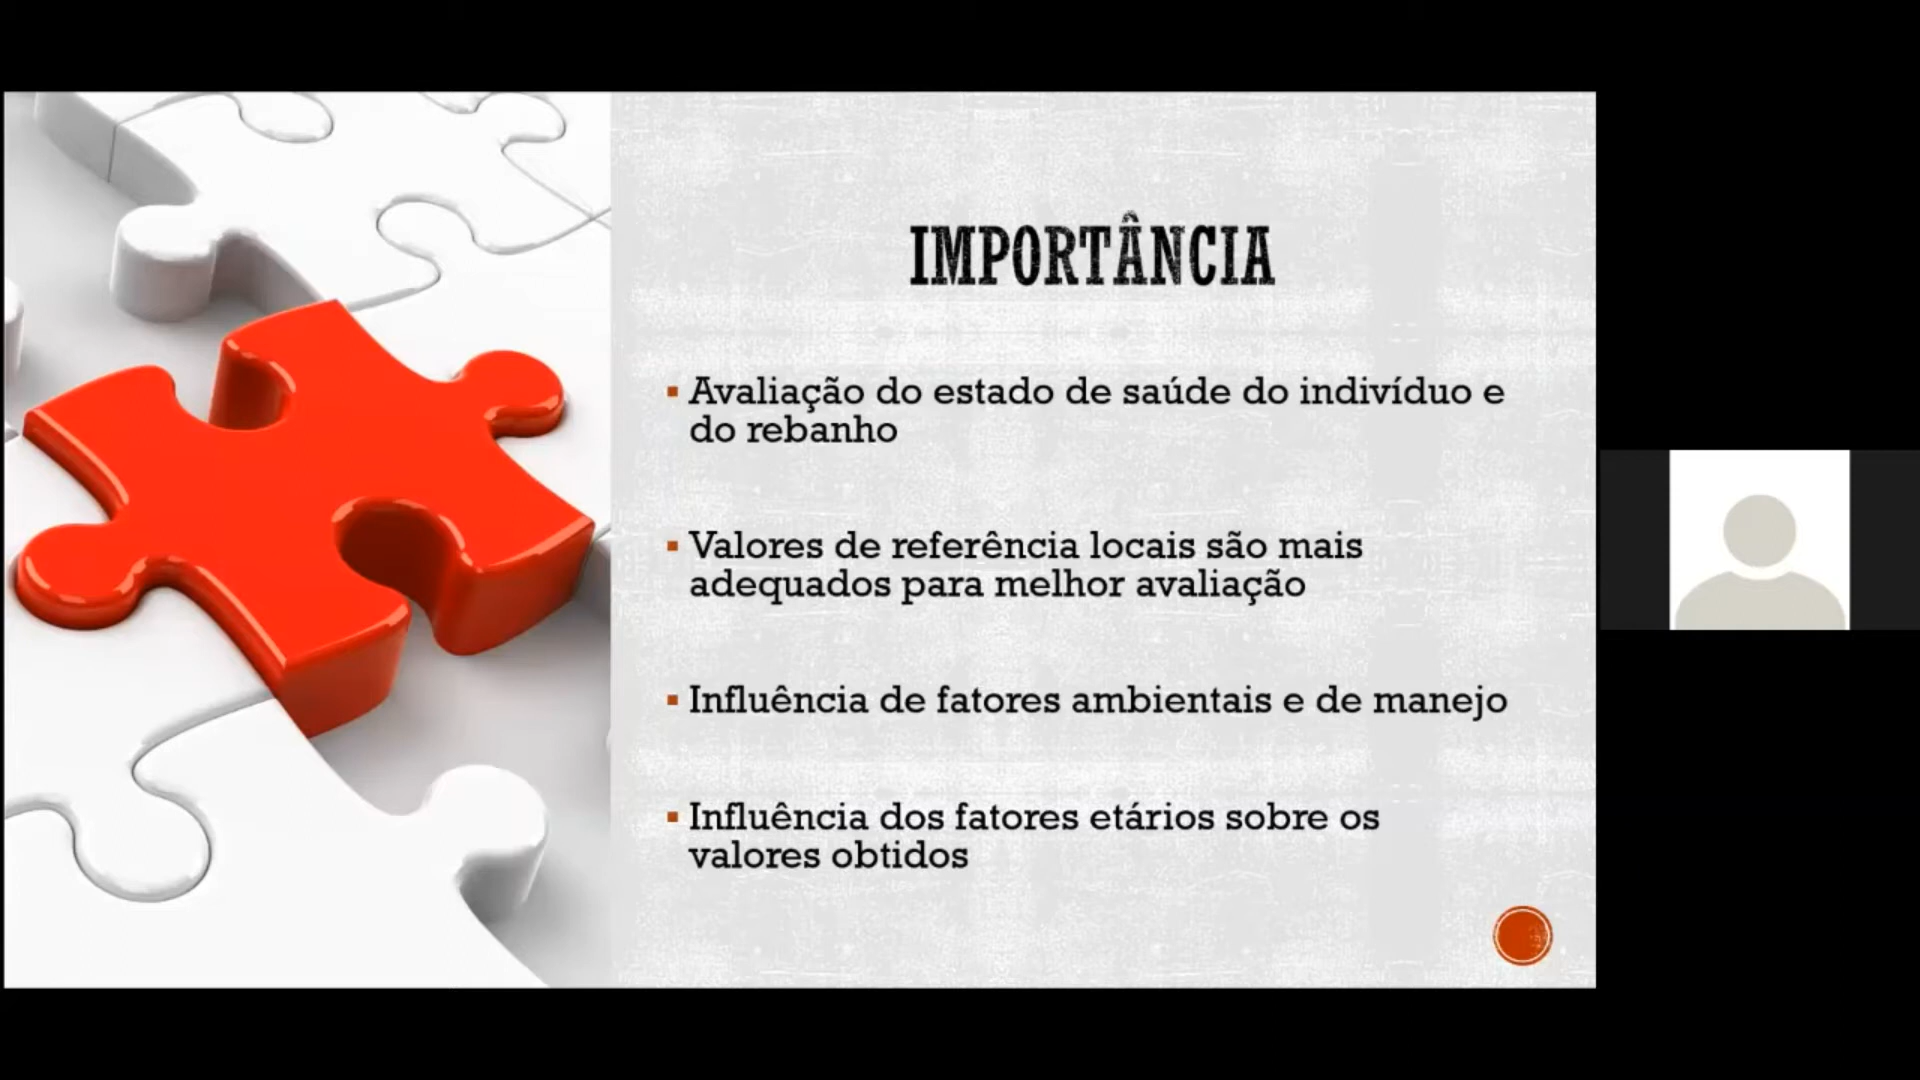 IMPORTÂNCIA
Avaliação do estado de saúde do indivíduo e
do rebanho
Valores de referência locais são mais
adequados para melhor avaliação
Influência de fatores ambientais e de manejo
Influência dos fatores etários sobre os
valores obtidos